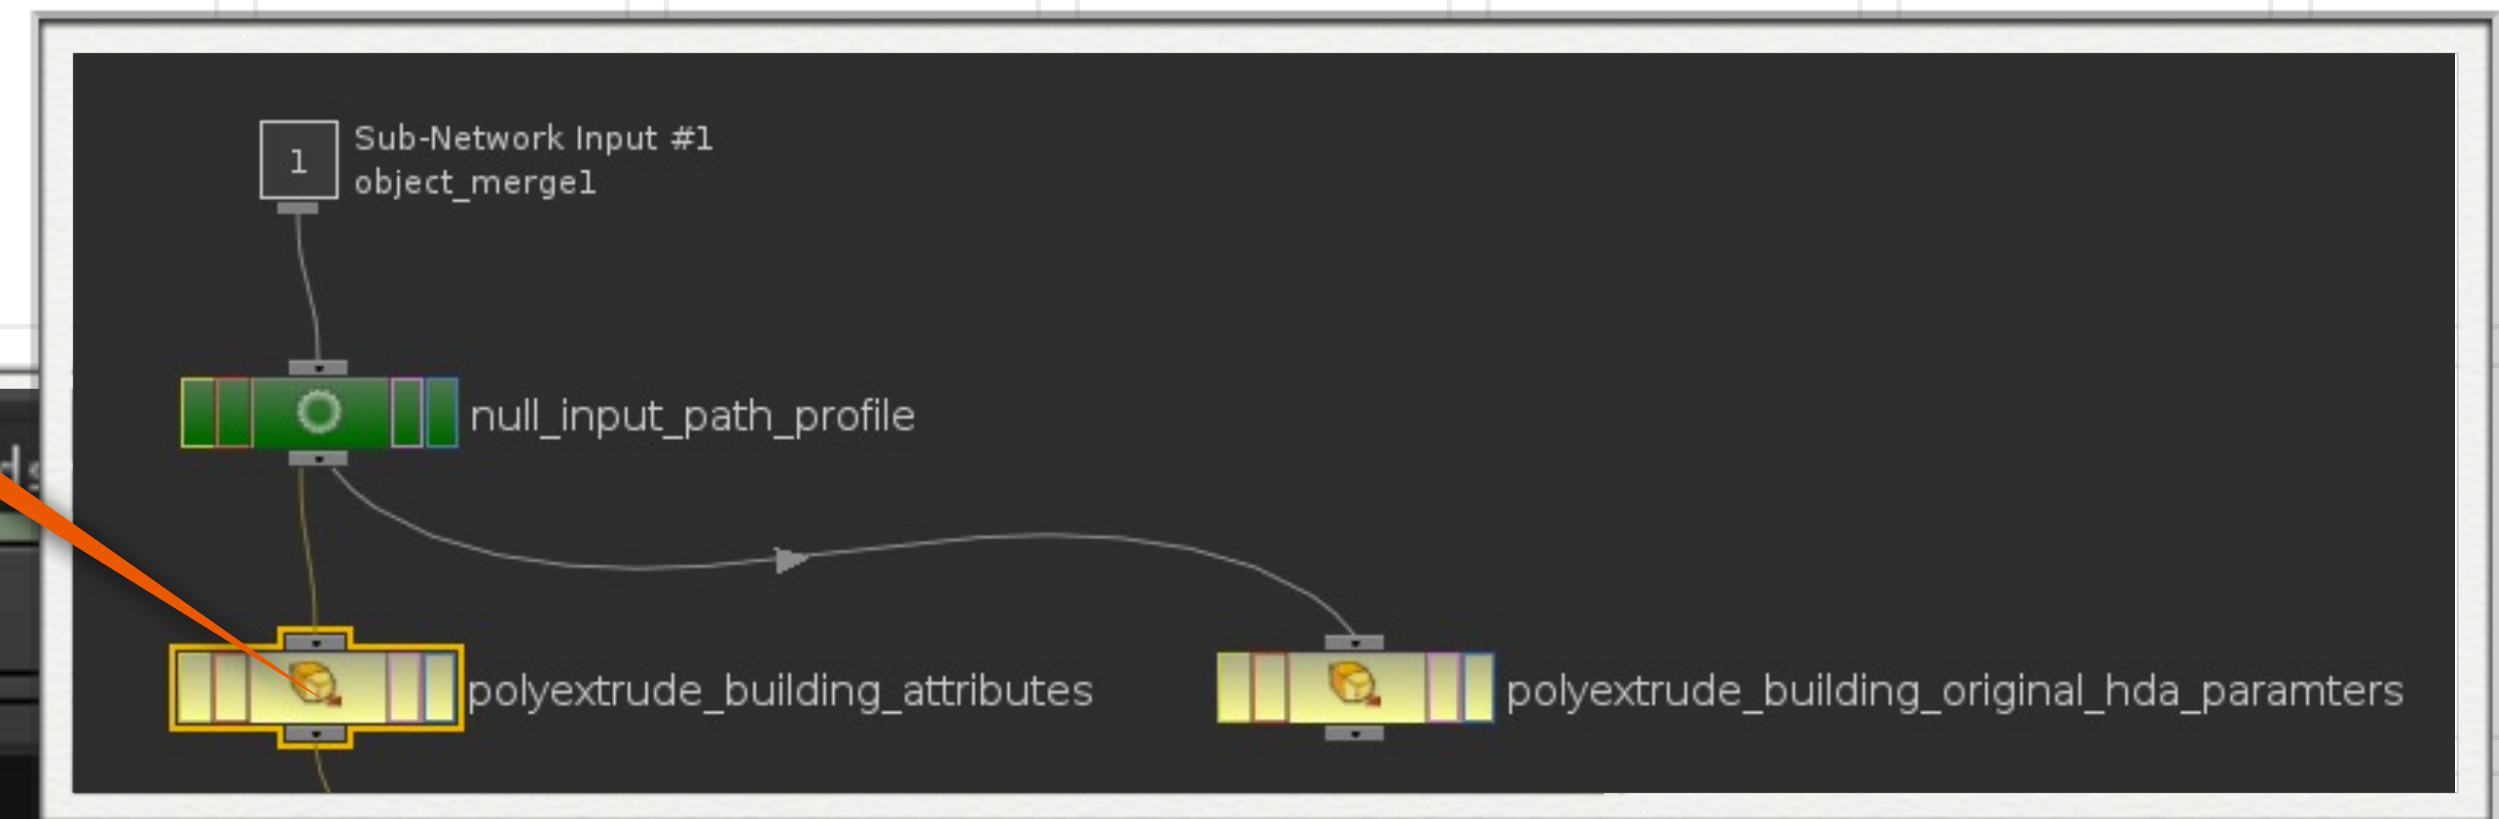 1
Sub-Network Input #1
object_merge1
null_input_path_profile
polyextrude_building_attributes
polyextrude_building_original_hda_paramters